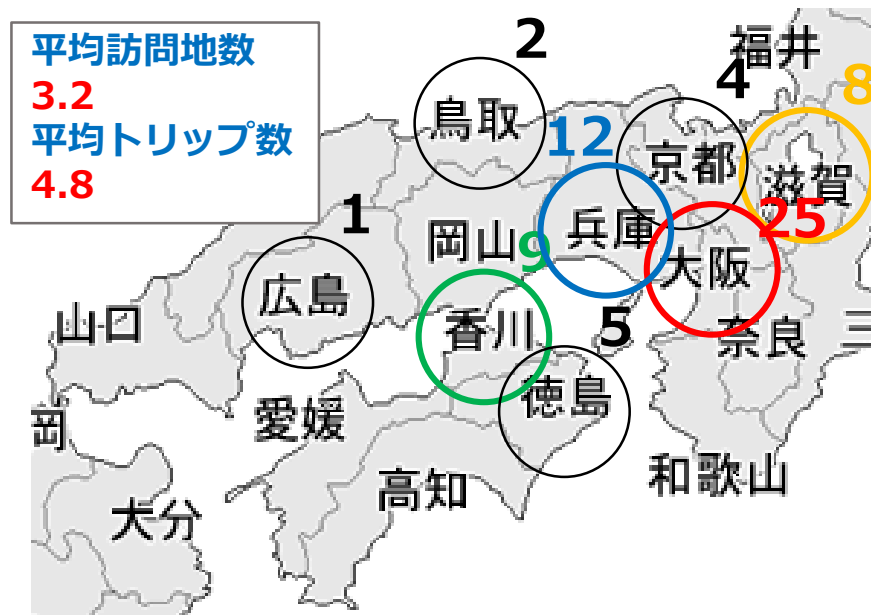 平均訪問地数
3.2
平均トリップ数
4.8
2
福井
4
8
鳥取
12
京都
滋賀
1
岡山
兵庫
25
9
大阪
広島
山口
香川
5
奈良
三
徳島
愛媛
岡
和歌山
高知
大分